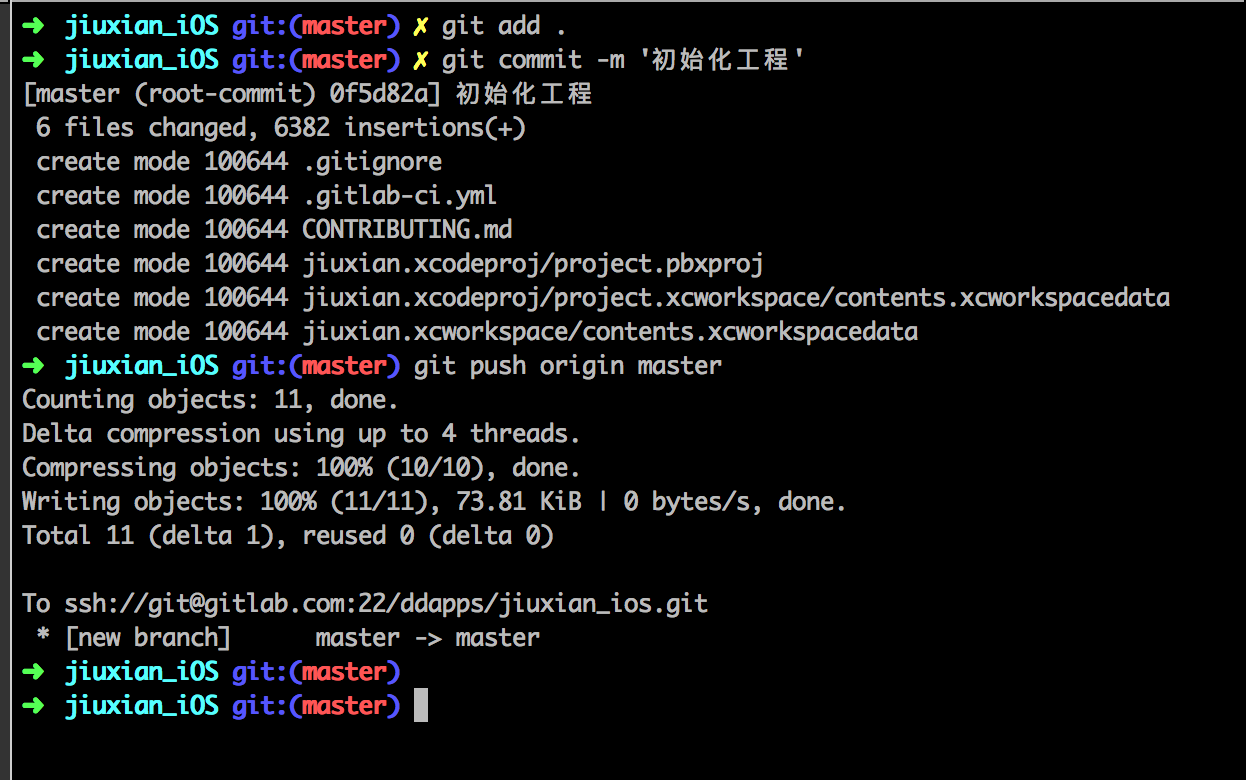 ➜ jiuxian_iOS git:(master) ✗ git add .
➜ jiuxian_iOS git:(master) ✗ git commit -m '初始化工程'
[master (root-commit) 0f5d82a] 初始化工程
 6 files changed, 6382 insertions(+)
 create mode 100644 .gitignore
 create mode 100644 .gitlab-ci.yml
 create mode 100644 CONTRIBUTING.md
 create mode 100644 jiuxian.xcodeproj/project.pbxproj
 create mode 100644 jiuxian.xcodeproj/project.xcworkspace/contents.xcworkspacedata
 create mode 100644 jiuxian.xcworkspace/contents.xcworkspacedata
➜ jiuxian_iOS git:(master) git push origin master
Counting objects: 11, done.
Delta compression using up to 4 threads.
Compressing objects: 100% (10/10), done.
Writing objects: 100% (11/11), 73.81 KiB | 0 bytes/s, done.
Total 11 (delta 1), reused 0 (delta 0)
To ssh://git@gitlab.com:22/ddapps/jiuxian_ios.git
 * [new branch]      master -> master
➜ jiuxian_iOS git:(master)
➜ jiuxian_iOS git:(master)